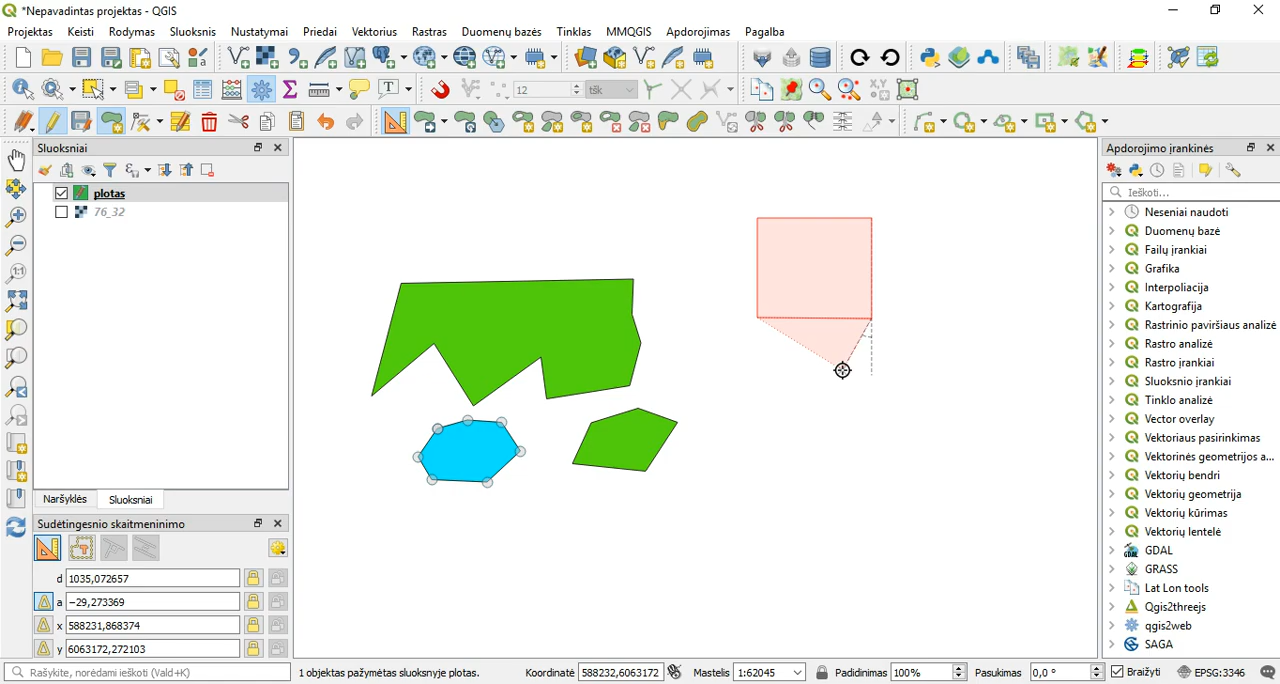 *Nepavadintas projektas - QGIS
Projektas Keisti Rodymas Sluoksnis Nustatymai Priedai Vektorius Rastras Duomenų bazės Tinklas MMQGIS Apdorojimas Pagalba
12 tšk
Sluoksniai
plotas
76_32
Naršyklės Sluoksniai
Sudėtingesnio skaitmeninimo
d 1035,072657
a −29,273369
x 588231,868374
y 6063172,272103
Apdorojimo įrankinės
Ieškoti...
Neseniai naudoti
Duomenų bazė
Failų įrankiai
Grafika
Interpoliacija
Kartografija
Rastrinio paviršiaus analizė
Rastro analizė
Rastro įrankiai
Sluoksnio įrankiai
Tinklo analizė
Vector overlay
Vektoriaus pasirinkimas
Vektorinės geometrijos a...
Vektorių bendri
Vektorių geometrija
Vektorių kūrimas
Vektorių lentelė
GDAL
GRASS
Lat Lon tools
Qgis2threejs
qgis2web
SAGA
Rašykite, norėdami ieškoti (Vald+K) 1 objektas pažymėtas sluoksnyje plotas. Koordinatė 588232,6063172 Mastelis 1:62045 Padidinimas 100% Pasukimas 0,0 ° Braižyti EPSG:3346